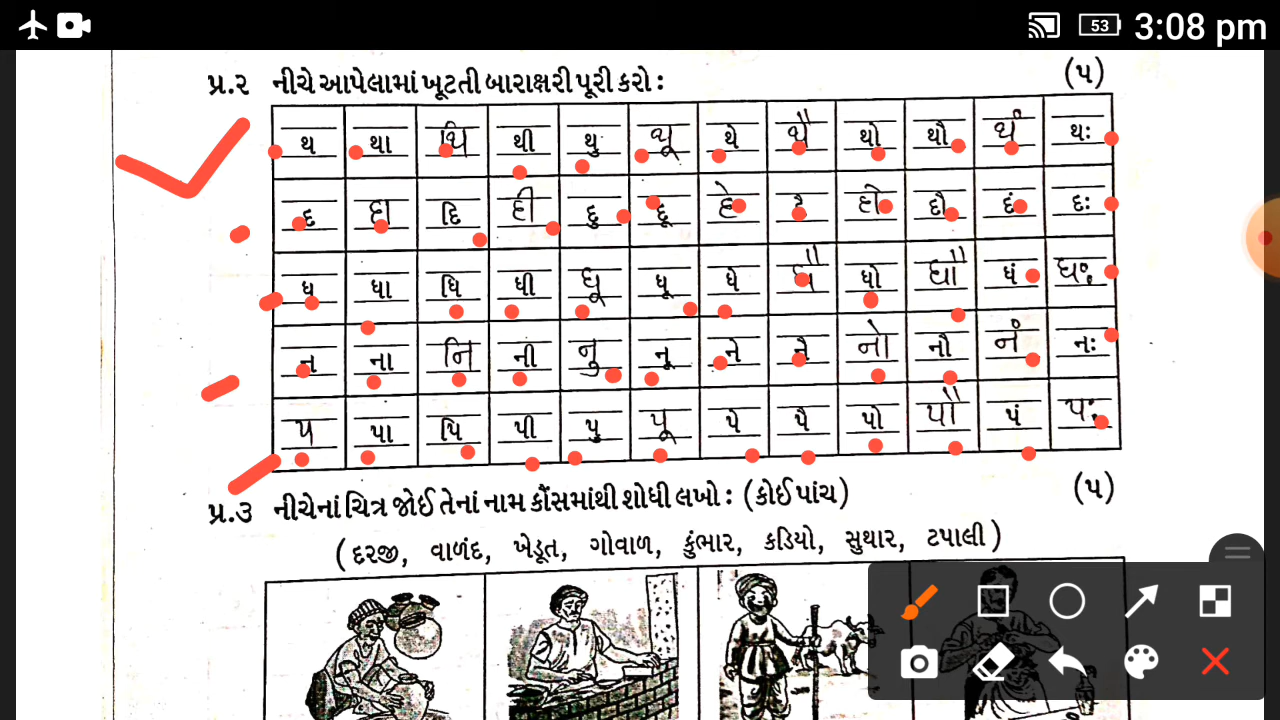 53 3:08 pm
પ્ર.૨ નીચે આપેલામાં ખૂટતી બારાક્ષરી પૂરી કરો : (૫)
થ થા થિ થી થુ થૂ થે થૈ થો થૌ થં થઃ
દ દા દિ દી દુ દૂ દે દૈ દો દૌ દં દઃ
ધ ધા ધિ ધી ધૂ ધૂ ધે ધૈ ધો ધૌ ધં ધઃ
ન ના નિ ની નુ નૂ ને નૈ નો નૌ નં નઃ
પ પા પિ પી પુ પૂ પે પૈ પો પૌ પં પઃ
પ્ર.૩ નીચેનાં ચિત્ર જોઈ તેનાં નામ કૌંસમાંથી શોધી લખો : (કોઈ પાંચ) (૫)
(દરજી, વાળંદ, ખેડૂત, ગોવાળ, કુંભાર, કડિયો, સુથાર, ટપાલી)